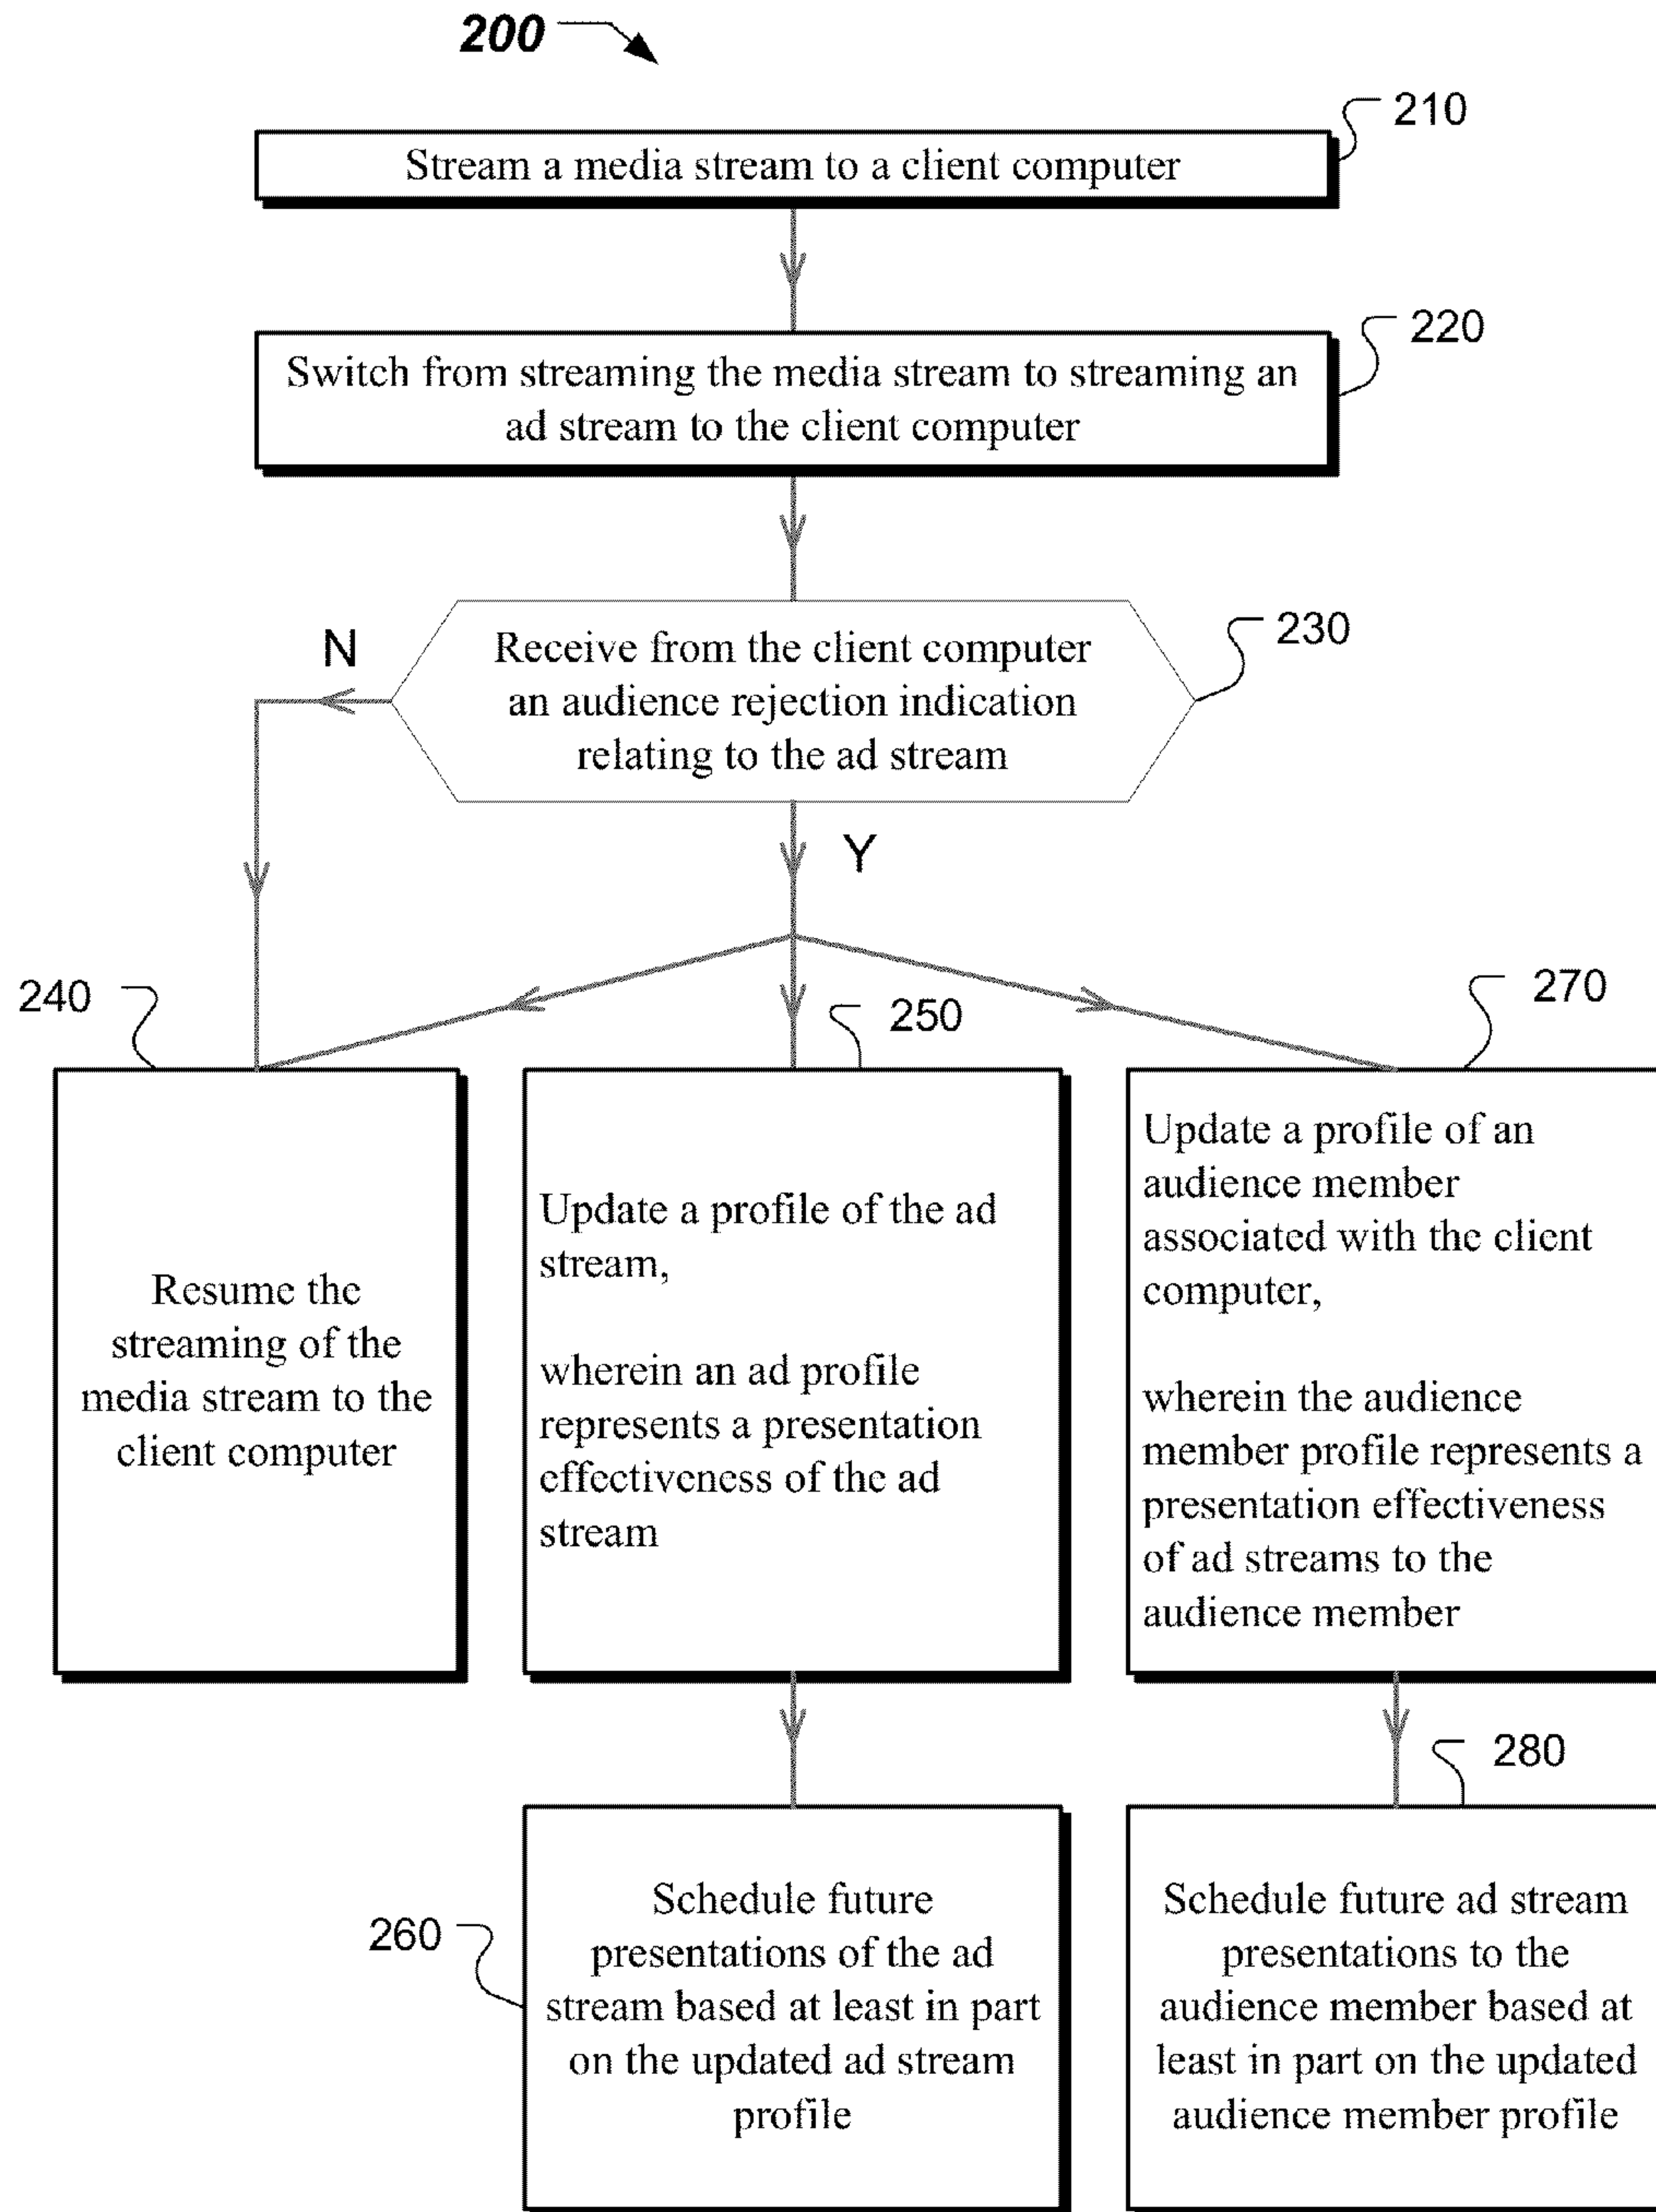 200
210
Stream a media stream to a client computer
220
Switch from streaming the media stream to streaming an
ad stream to the client computer
230
N
Receive from the client computer
an audience rejection indication
relating to the ad stream
Y
240
250
270
Resume the
streaming of the
media stream to the
client computer
Update a profile of the ad
stream,
wherein an ad profile
represents a presentation
effectiveness of the ad
stream
Update a profile of an
audience member
associated with the client
computer,
wherein the audience
member profile represents a
presentation effectiveness
of ad streams to the
audience member
260
280
Schedule future
presentations of the ad
stream based at least in part
on the updated ad stream
profile
Schedule future ad stream
presentations to the
audience member based at
least in part on the updated
audience member profile